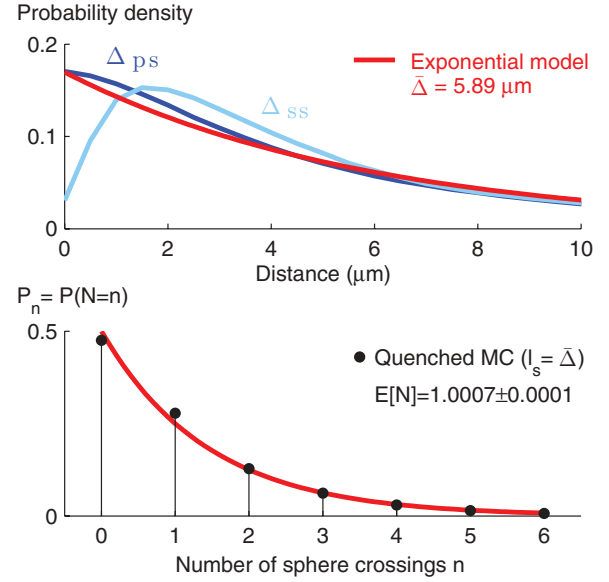 Probability density
0.2
Δ ps
Exponential model
Δ̄ = 5.89 μm
Δ ss
0.1
0
0 2 4 6 8 10
Distance (μm)
P_n= P(N=n)
0.5
Quenched MC (l_s= Δ̄)
E[N]=1.0007±0.0001
0
0 1 2 3 4 5 6
Number of sphere crossings n